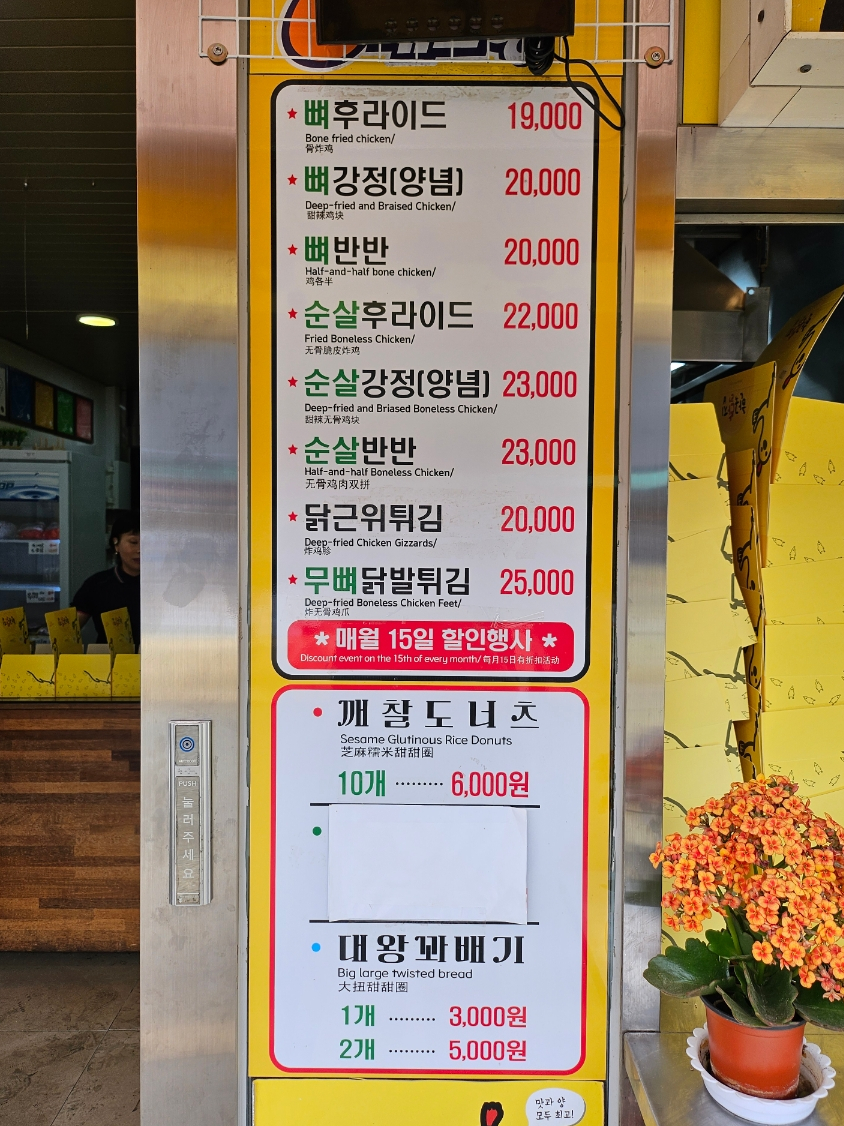 뼈후라이드 19,000
Bone fried chicken/
骨炸鸡
뼈강정(양념) 20,000
Deep-fried and Braised Chicken/
甜辣鸡块
뼈반반 20,000
Half-and-half bone chicken/
鸡各半
순살후라이드 22,000
Fried Boneless Chicken/
无骨脆皮炸鸡
순살강정(양념) 23,000
Deep-fried and Briased Boneless Chicken/
甜辣无骨鸡块
순살반반 23,000
Half-and-half Boneless Chicken/
无骨鸡肉双拼
닭근위튀김 20,000
Deep-fried Chicken Gizzards/
炸鸡胗
무뼈닭발튀김 25,000
Deep-fried Boneless Chicken Feet/
炸无骨鸡爪
* 매월 15일 할인행사 *
Discount event on the 15th of every month/ 每月15日有折扣活动
깨찰도너츠
Sesame Glutinous Rice Donuts
芝麻糯米甜甜圈
10개 ········· 6,000원
대왕꽈배기
Big large twisted bread
大扭甜甜圈
1개 ········· 3,000원
2개 ········· 5,000원
PUSH
눌러주세요
맛과 양
모두 최고!